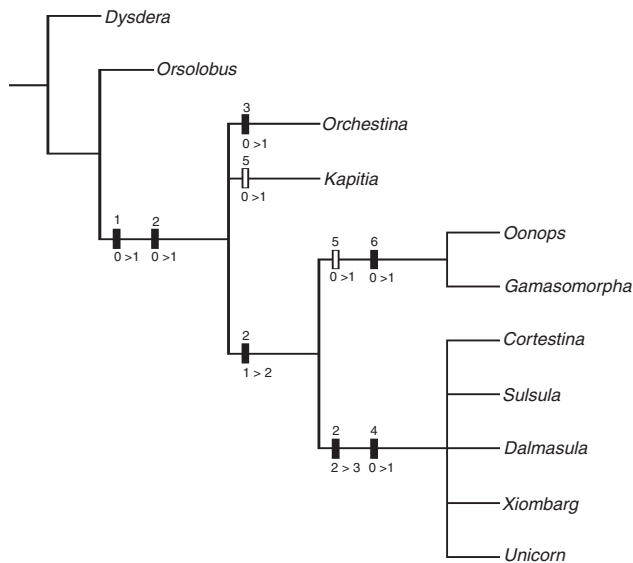 Dysdera
Orsolobus
3
Orchestina
0 >1
5
Kapitia
0 >1
1 2
0 >1 0 >1
Oonops
5 6
0 >1 0 >1
Gamasomorpha
2
1 > 2
Cortestina
Sulsula
2 4
Dalmasula
2 > 3 0 >1
Xiombarg
Unicorn